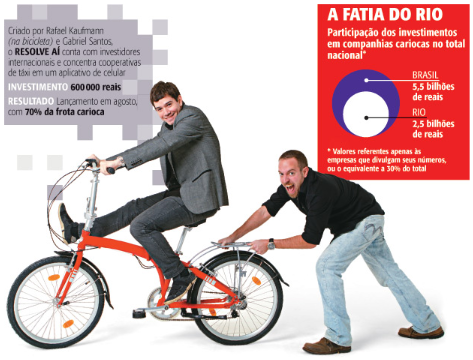 Criado por Rafael Kaufmann
(na bicicleta) e Gabriel Santos,
o RESOLVE AÍ conta com investidores
internacionais e concentra cooperativas
de táxi em um aplicativo de celular
INVESTIMENTO 600 000 reais
RESULTADO Lançamento em agosto,
com 70% da frota carioca
A FATIA DO RIO
Participação dos investimentos
em companhias cariocas no total
nacional*
BRASIL
5,5 bilhões
de reais
RIO
2,5 bilhões
de reais
* Valores referentes apenas às
empresas que divulgam seus números,
ou o equivalente a 30% do total